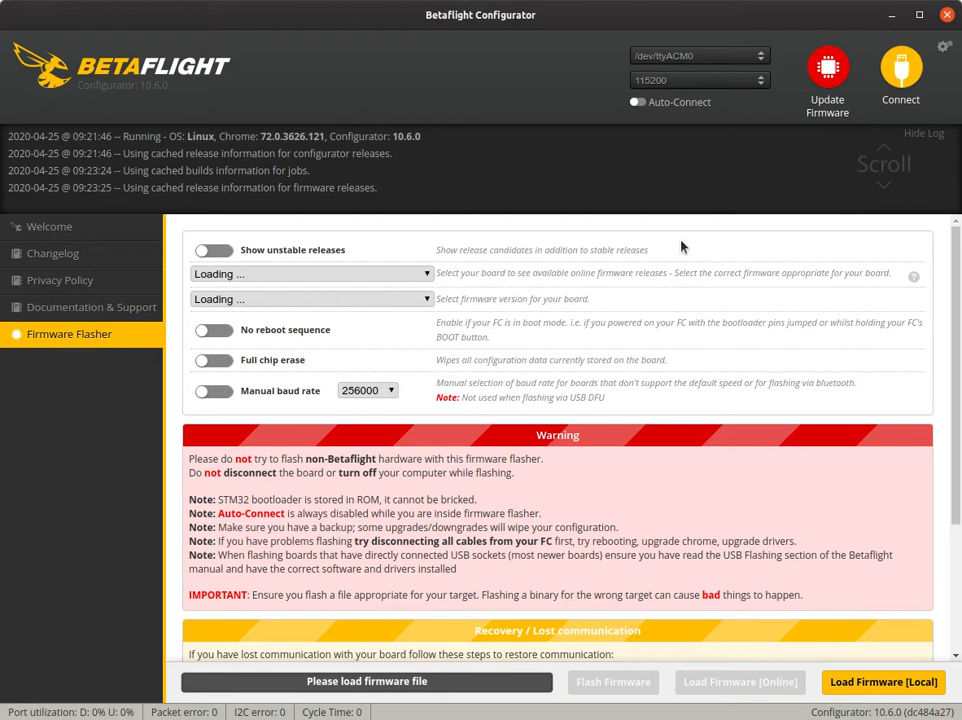 Betaflight Configurator
BETAFLIGHT
Configurator: 10.6.0
/dev/ttyACM0
115200
Auto-Connect
Update
Firmware
Connect
Hide Log
2020-04-25 @ 09:21:46 -- Running - OS: Linux, Chrome: 72.0.3626.121, Configurator: 10.6.0
2020-04-25 @ 09:21:46 -- Using cached release information for configurator releases.
2020-04-25 @ 09:23:24 -- Using cached builds information for jobs.
2020-04-25 @ 09:23:25 -- Using cached release information for firmware releases.
Scroll
Welcome
Changelog
Privacy Policy
Documentation & Support
Firmware Flasher
Show unstable releases
Show release candidates in addition to stable releases
Loading ...
Select your board to see available online firmware releases - Select the correct firmware appropriate for your board.
?
Loading ...
Select firmware version for your board.
No reboot sequence
Enable if your FC is in boot mode. i.e. if you powered on your FC with the bootloader pins jumped or whilst holding your FC's
BOOT button.
Full chip erase
Wipes all configuration data currently stored on the board.
Manual baud rate
256000
Manual selection of baud rate for boards that don't support the default speed or for flashing via bluetooth.
Note: Not used when flashing via USB DFU
Warning
Please do not try to flash non-Betaflight hardware with this firmware flasher.
Do not disconnect the board or turn off your computer while flashing.
Note: STM32 bootloader is stored in ROM, it cannot be bricked.
Note: Auto-Connect is always disabled while you are inside firmware flasher.
Note: Make sure you have a backup; some upgrades/downgrades will wipe your configuration.
Note: If you have problems flashing try disconnecting all cables from your FC first, try rebooting, upgrade chrome, upgrade drivers.
Note: When flashing boards that have directly connected USB sockets (most newer boards) ensure you have read the USB Flashing section of the Betaflight
manual and have the correct software and drivers installed
IMPORTANT: Ensure you flash a file appropriate for your target. Flashing a binary for the wrong target can cause bad things to happen.
Recovery / Lost communication
If you have lost communication with your board follow these steps to restore communication:
Please load firmware file
Flash Firmware
Load Firmware [Online]
Load Firmware [Local]
Port utilization: D: 0% U: 0%
Packet error: 0
I2C error: 0
Cycle Time: 0
Configurator: 10.6.0 (dc484a27)